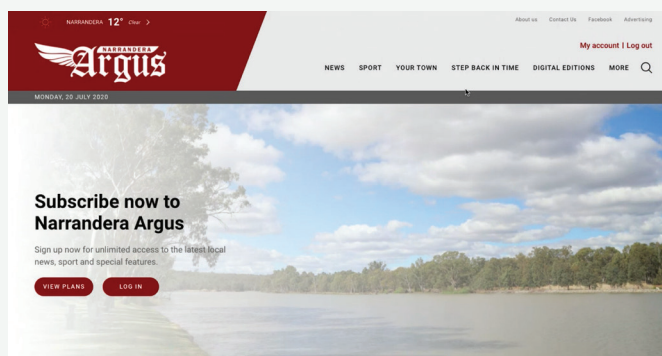 NARRANDERA 12° Clear
About us Contact Us Facebook Advertising
My account | Log out
NARRANDERA
Argus
NEWS SPORT YOUR TOWN STEP BACK IN TIME DIGITAL EDITIONS MORE
MONDAY, 20 JULY 2020
Subscribe now to
Narrandera Argus
Sign up now for unlimited access to the latest local
news, sport and special features.
VIEW PLANS LOG IN